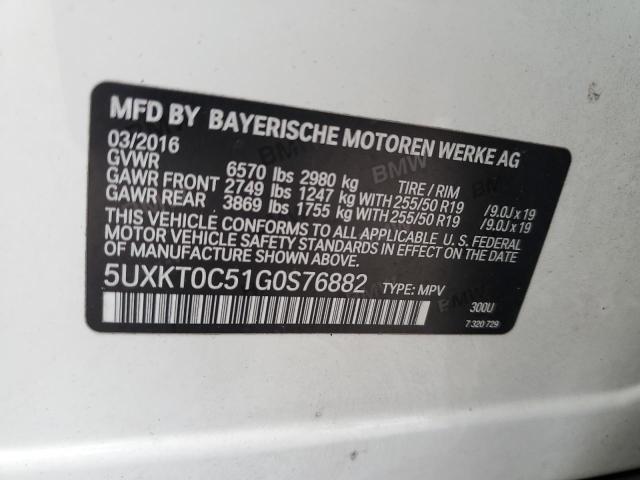 MFD BY BAYERISCHE MOTOREN WERKE AG
03/2016
GVWR 6570 lbs 2980 kg TIRE / RIM
GAWR FRONT 2749 lbs 1247 kg WITH 255/50 R19 /9.0J x 19
GAWR REAR 3869 lbs 1755 kg WITH 255/50 R19 /9.0J x 19
THIS VEHICLE CONFORMS TO ALL APPLICABLE U.S. FEDERAL
MOTOR VEHICLE SAFETY STANDARDS IN EFFECT ON THE DATE
OF MANUFACTURE SHOWN ABOVE.
5UXKT0C51G0S76882 TYPE: MPV
300U
7 320 729